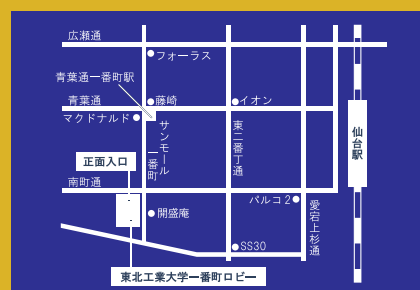 広瀬通
フォーラス
青葉通一番町駅
青葉通
藤崎
イオン
マクドナルド
サンモール
一番町
東二番丁通
仙台駅
正面入口
南町通
パルコ2
愛宕上杉通
開盛庵
SS30
東北工業大学一番町ロビー